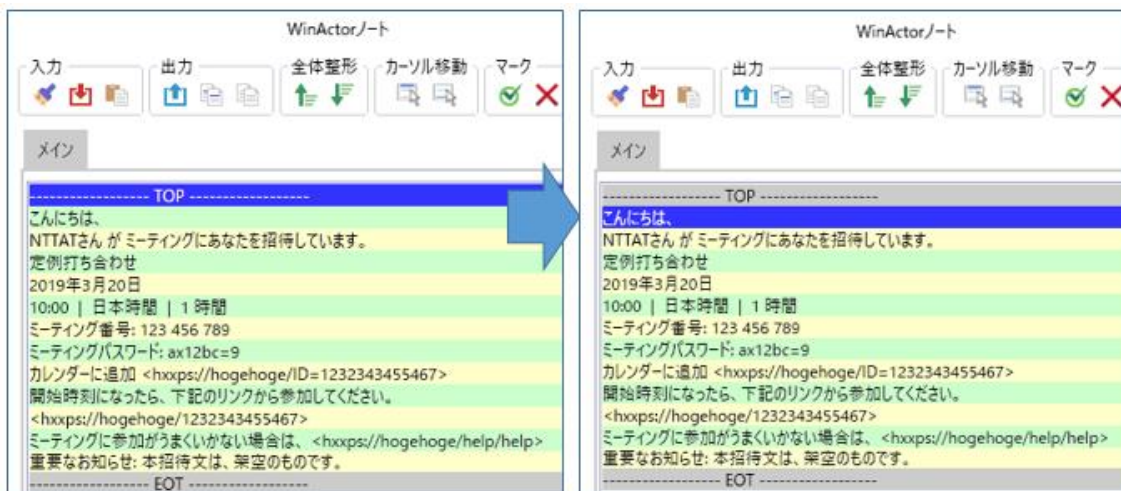 WinActorノート
入力 出力 全体整形 カーソル移動 マーク
メイン
------------------ TOP ------------------
こんにちは、
NTTATさん が ミーティングにあなたを招待しています。
定例打ち合わせ
2019年3月20日
10:00 | 日本時間 | 1 時間
ミーティング番号: 123 456 789
ミーティングパスワード: ax12bc=9
カレンダーに追加 <hxxps://hogehoge/ID=1232343455467>
開始時刻になったら、下記のリンクから参加してください。
<hxxps://hogehoge/1232343455467>
ミーティングに参加がうまくいかない場合は、<hxxps://hogehoge/help/help>
重要なお知らせ: 本招待文は、架空のものです。
------------------ EOT ------------------
WinActorノート
入力 出力 全体整形 カーソル移動 マーク
メイン
------------------ TOP ------------------
こんにちは、
NTTATさん が ミーティングにあなたを招待しています。
定例打ち合わせ
2019年3月20日
10:00 | 日本時間 | 1 時間
ミーティング番号: 123 456 789
ミーティングパスワード: ax12bc=9
カレンダーに追加 <hxxps://hogehoge/ID=1232343455467>
開始時刻になったら、下記のリンクから参加してください。
<hxxps://hogehoge/1232343455467>
ミーティングに参加がうまくいかない場合は、<hxxps://hogehoge/help/help>
重要なお知らせ: 本招待文は、架空のものです。
------------------ EOT ------------------